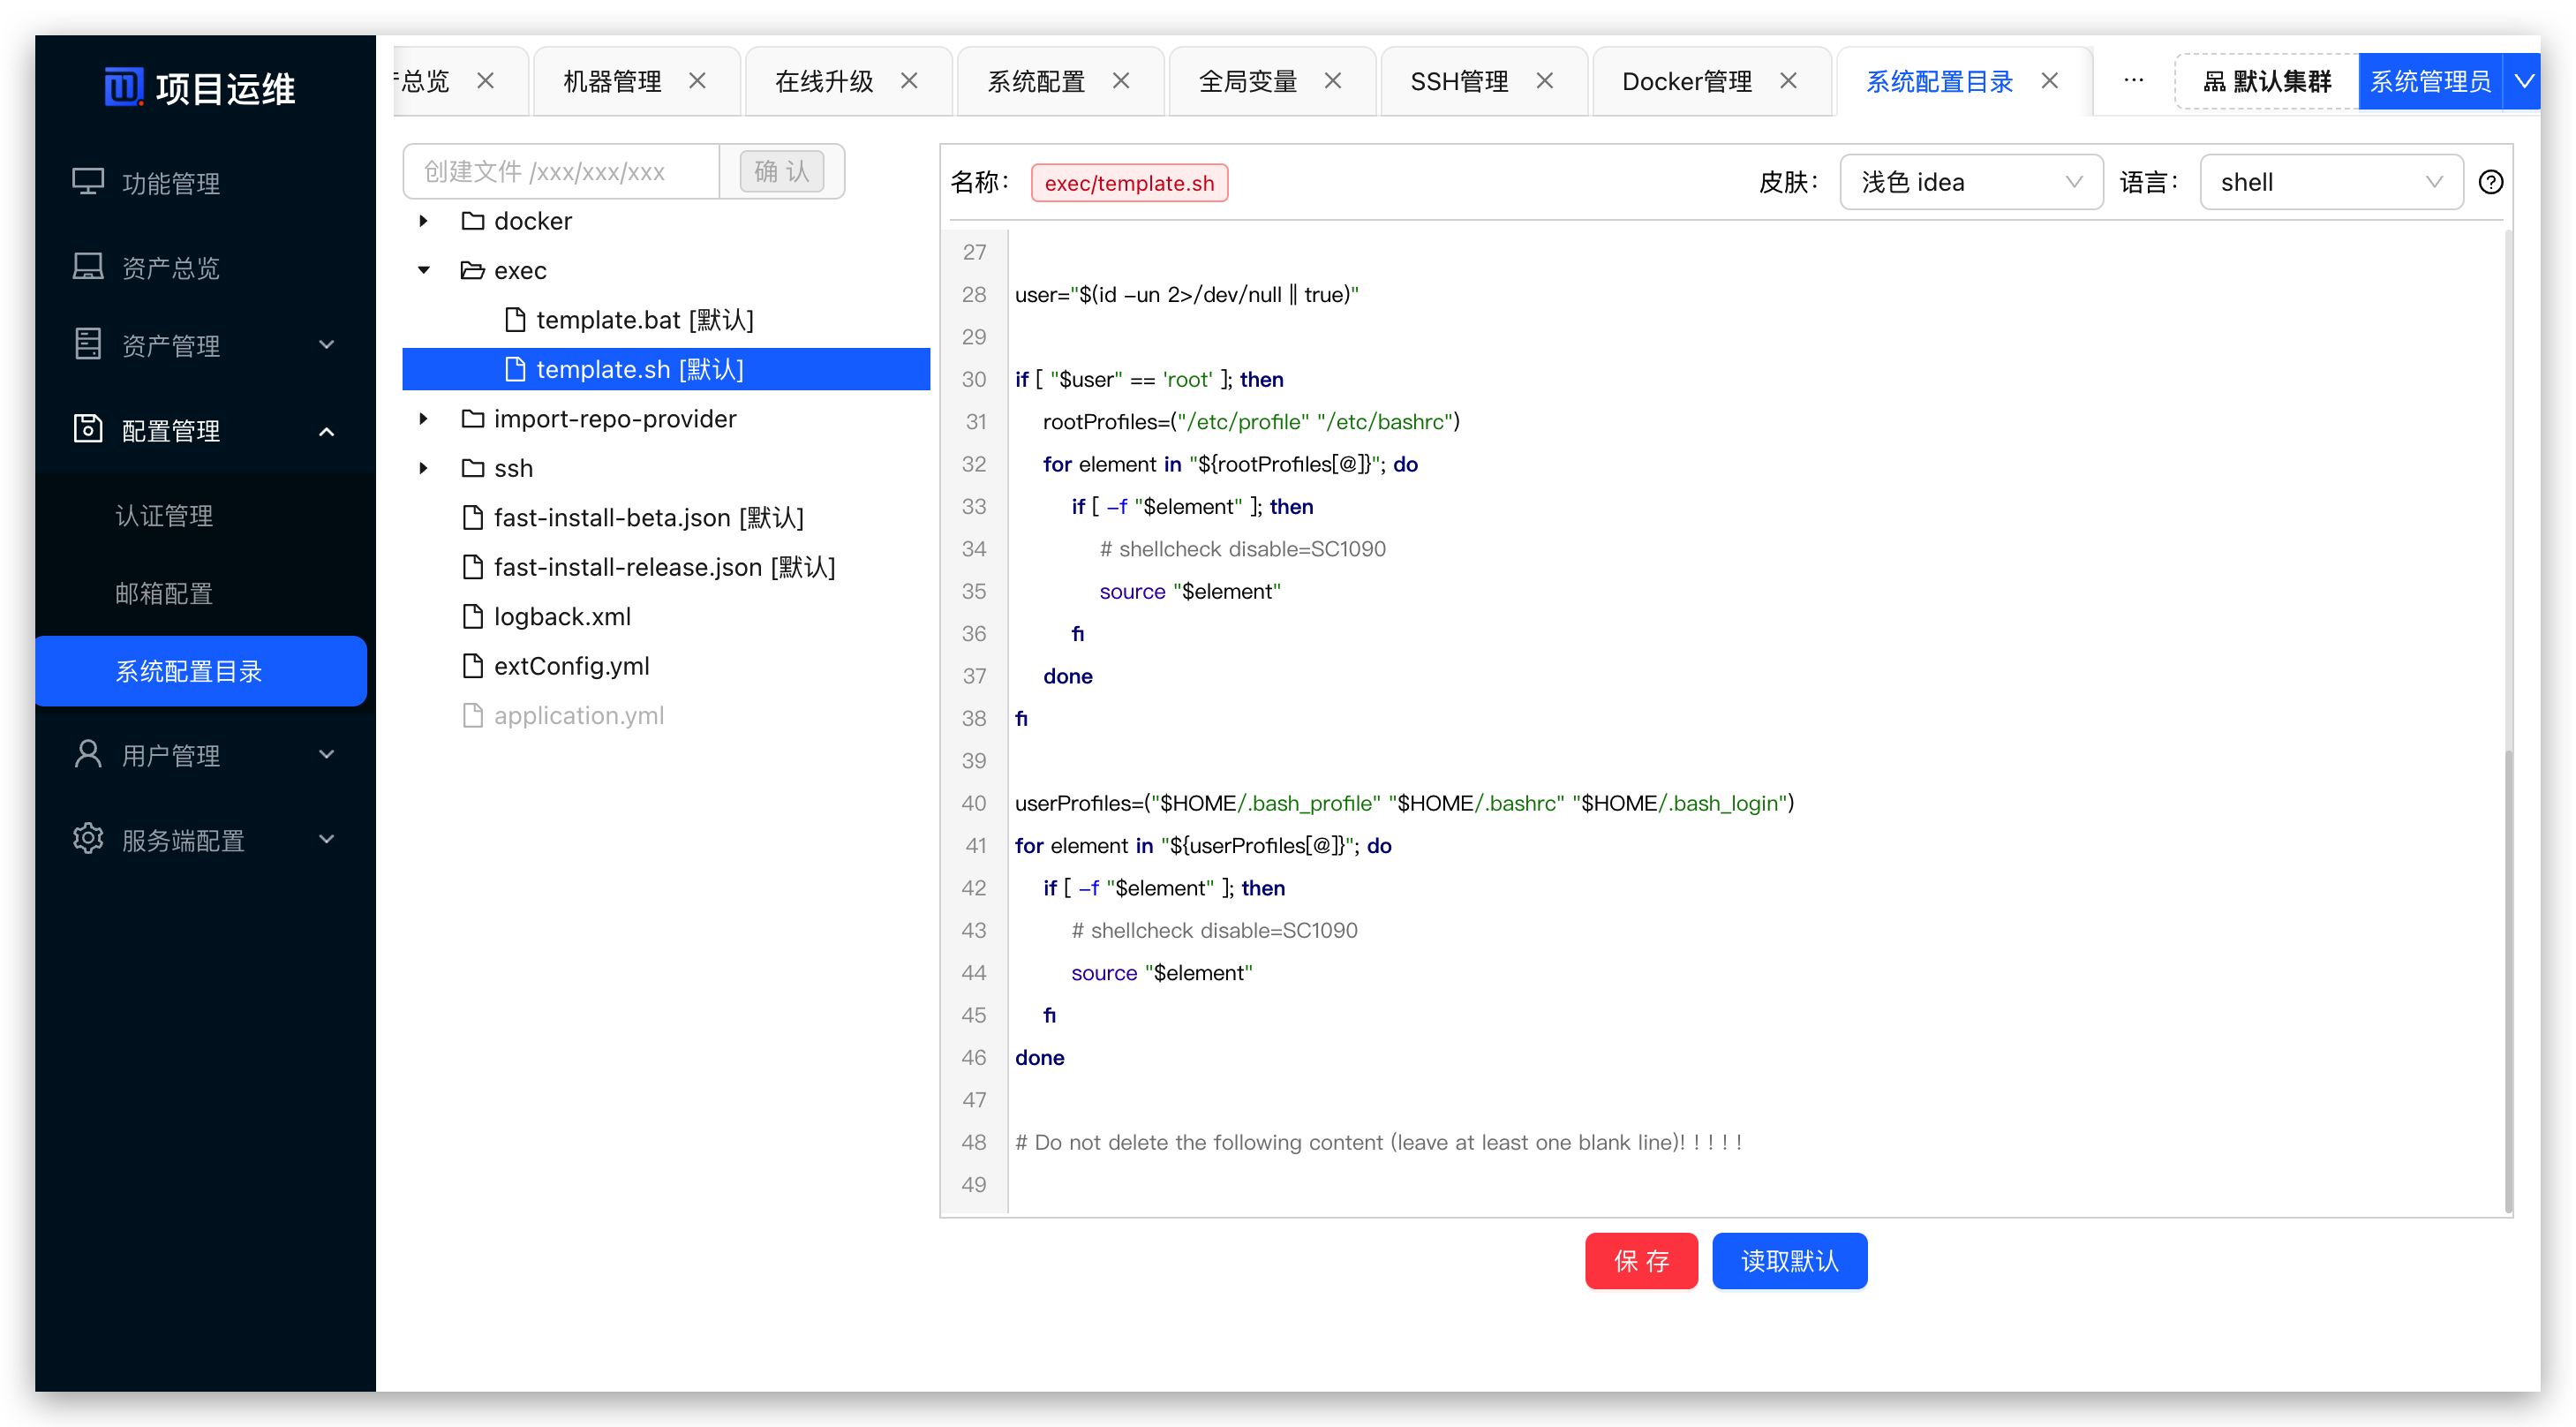 项目运维
功能管理
资产总览
资产管理
配置管理
认证管理
邮箱配置
系统配置目录
用户管理
服务端配置
总览
机器管理
在线升级
系统配置
全局变量
SSH管理
Docker管理
系统配置目录
···
默认集群
系统管理员
创建文件 /xxx/xxx/xxx
确 认
docker
exec
template.bat [默认]
template.sh [默认]
import-repo-provider
ssh
fast-install-beta.json [默认]
fast-install-release.json [默认]
logback.xml
extConfig.yml
application.yml
名称：
exec/template.sh
皮肤：
浅色 idea
语言：
shell
27
28 user="$(id -un 2>/dev/null || true)"
29
30 if [ "$user" == 'root' ]; then
31 rootProfiles=("/etc/profile" "/etc/bashrc")
32 for element in "${rootProfiles[@]}"; do
33 if [ -f "$element" ]; then
34 # shellcheck disable=SC1090
35 source "$element"
36 fi
37 done
38 fi
39
40 userProfiles=("$HOME/.bash_profile" "$HOME/.bashrc" "$HOME/.bash_login")
41 for element in "${userProfiles[@]}"; do
42 if [ -f "$element" ]; then
43 # shellcheck disable=SC1090
44 source "$element"
45 fi
46 done
47
48 # Do not delete the following content (leave at least one blank line)! ! ! ! !
49
保 存
读取默认